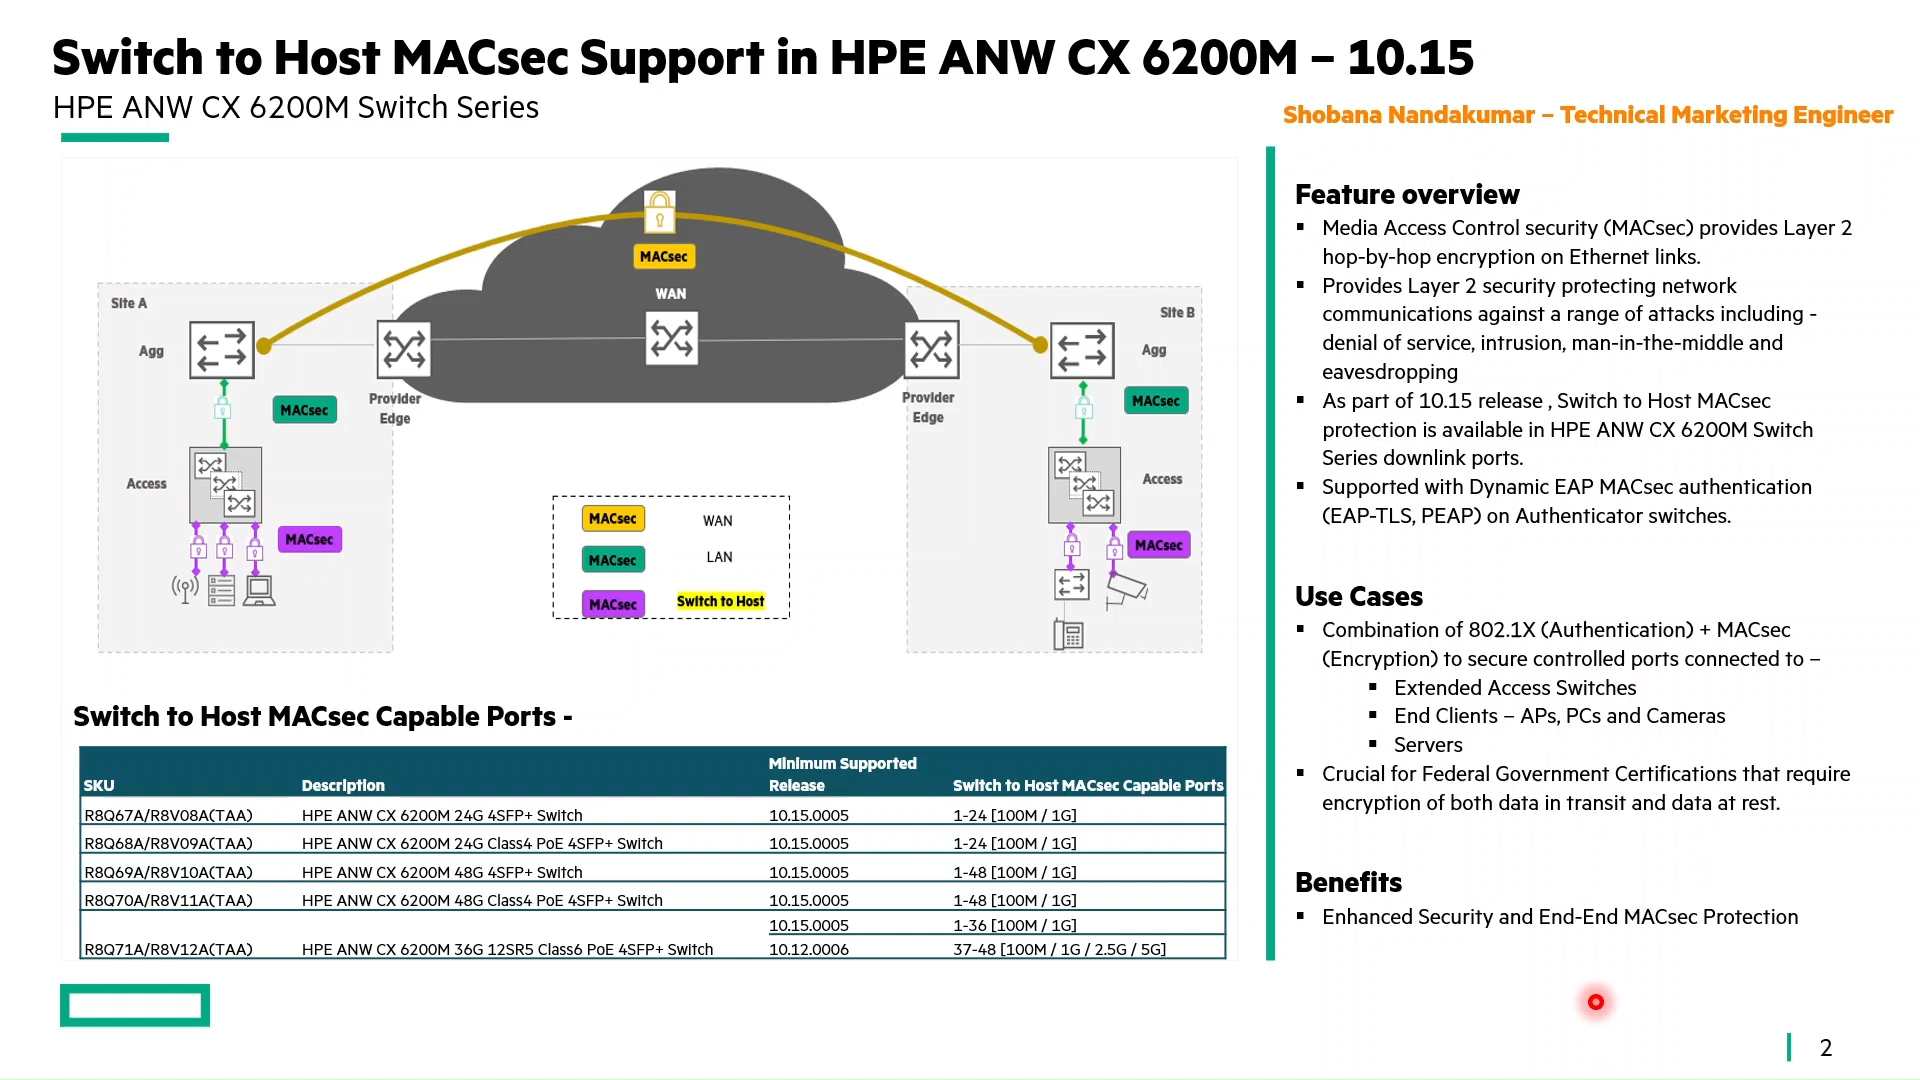 Switch to Host MACsec Support in HPE ANW CX 6200M – 10.15
HPE ANW CX 6200M Switch Series
Shobana Nandakumar – Technical Marketing Engineer
MACsec
WAN
Site A
Site B
Agg
Agg
Provider
Edge
Provider
Edge
MACsec
MACsec
Access
Access
MACsec
MACsec
MACsec WAN
MACsec LAN
MACsec Switch to Host
Switch to Host MACsec Capable Ports -
SKU Description Minimum Supported Release Switch to Host MACsec Capable Ports
R8Q67A/R8V08A(TAA) HPE ANW CX 6200M 24G 4SFP+ Switch 10.15.0005 1-24 [100M / 1G]
R8Q68A/R8V09A(TAA) HPE ANW CX 6200M 24G Class4 PoE 4SFP+ Switch 10.15.0005 1-24 [100M / 1G]
R8Q69A/R8V10A(TAA) HPE ANW CX 6200M 48G 4SFP+ Switch 10.15.0005 1-48 [100M / 1G]
R8Q70A/R8V11A(TAA) HPE ANW CX 6200M 48G Class4 PoE 4SFP+ Switch 10.15.0005 1-48 [100M / 1G]
10.15.0005 1-36 [100M / 1G]
R8Q71A/R8V12A(TAA) HPE ANW CX 6200M 36G 12SR5 Class6 PoE 4SFP+ Switch 10.12.0006 37-48 [100M / 1G / 2.5G / 5G]
Feature overview
▪ Media Access Control security (MACsec) provides Layer 2
hop-by-hop encryption on Ethernet links.
▪ Provides Layer 2 security protecting network
communications against a range of attacks including -
denial of service, intrusion, man-in-the-middle and
eavesdropping
▪ As part of 10.15 release , Switch to Host MACsec
protection is available in HPE ANW CX 6200M Switch
Series downlink ports.
▪ Supported with Dynamic EAP MACsec authentication
(EAP-TLS, PEAP) on Authenticator switches.
Use Cases
▪ Combination of 802.1X (Authentication) + MACsec
(Encryption) to secure controlled ports connected to –
▪ Extended Access Switches
▪ End Clients – APs, PCs and Cameras
▪ Servers
▪ Crucial for Federal Government Certifications that require
encryption of both data in transit and data at rest.
Benefits
▪ Enhanced Security and End-End MACsec Protection
2